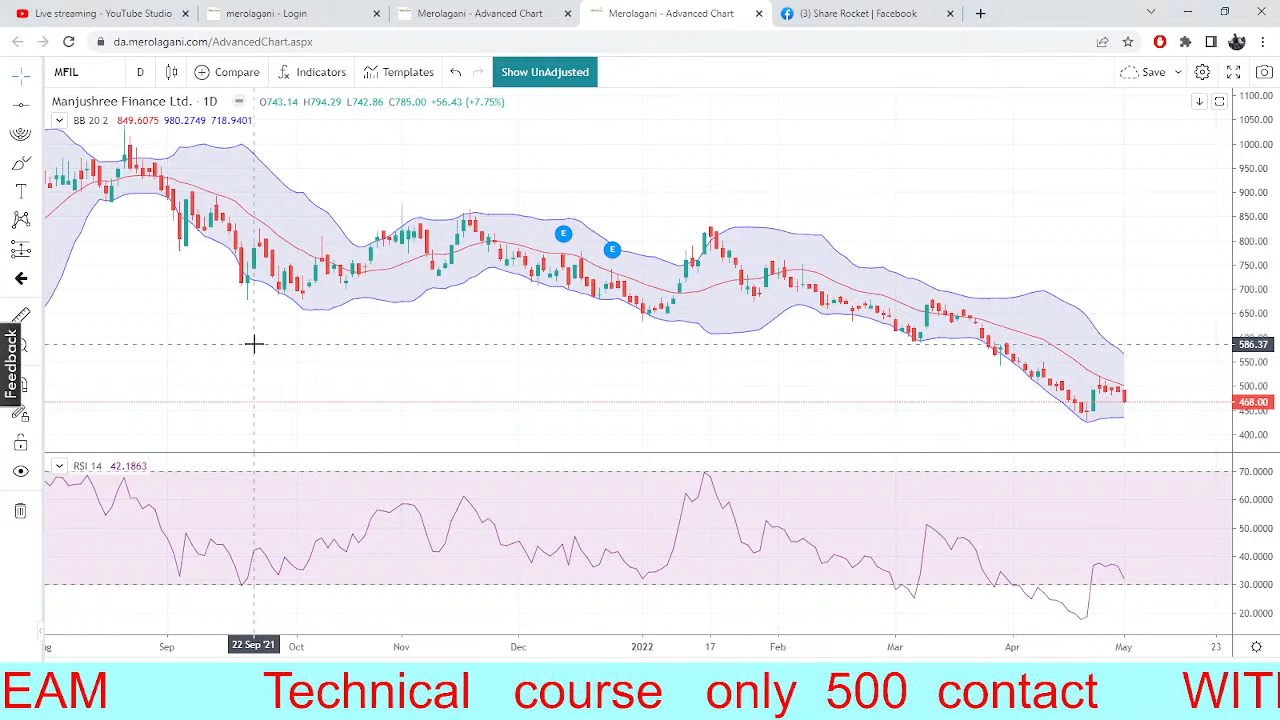 Live streaming - YouTube Studio
merolagani - Login
Merolagani - Advanced Chart
Merolagani - Advanced Chart
(3) Share Rocket | Facebook
da.merolagani.com/AdvancedChart.aspx
MFIL D Compare Indicators Templates Show UnAdjusted Save
Manjushree Finance Ltd. · 1D O743.14 H794.29 L742.86 C785.00 +56.43 (+7.75%)
BB 20 2 849.6075 980.2749 718.9401
1100.00
1050.00
1000.00
950.00
900.00
850.00
800.00
750.00
700.00
650.00
586.37
550.00
500.00
468.00
450.00
400.00
E
E
Feedback
RSI 14 42.1863
70.0000
60.0000
50.0000
40.0000
30.0000
20.0000
Sep 22 Sep '21 Oct Nov Dec 2022 17 Feb Mar Apr May 23
EAM Technical course only 500 contact WIT